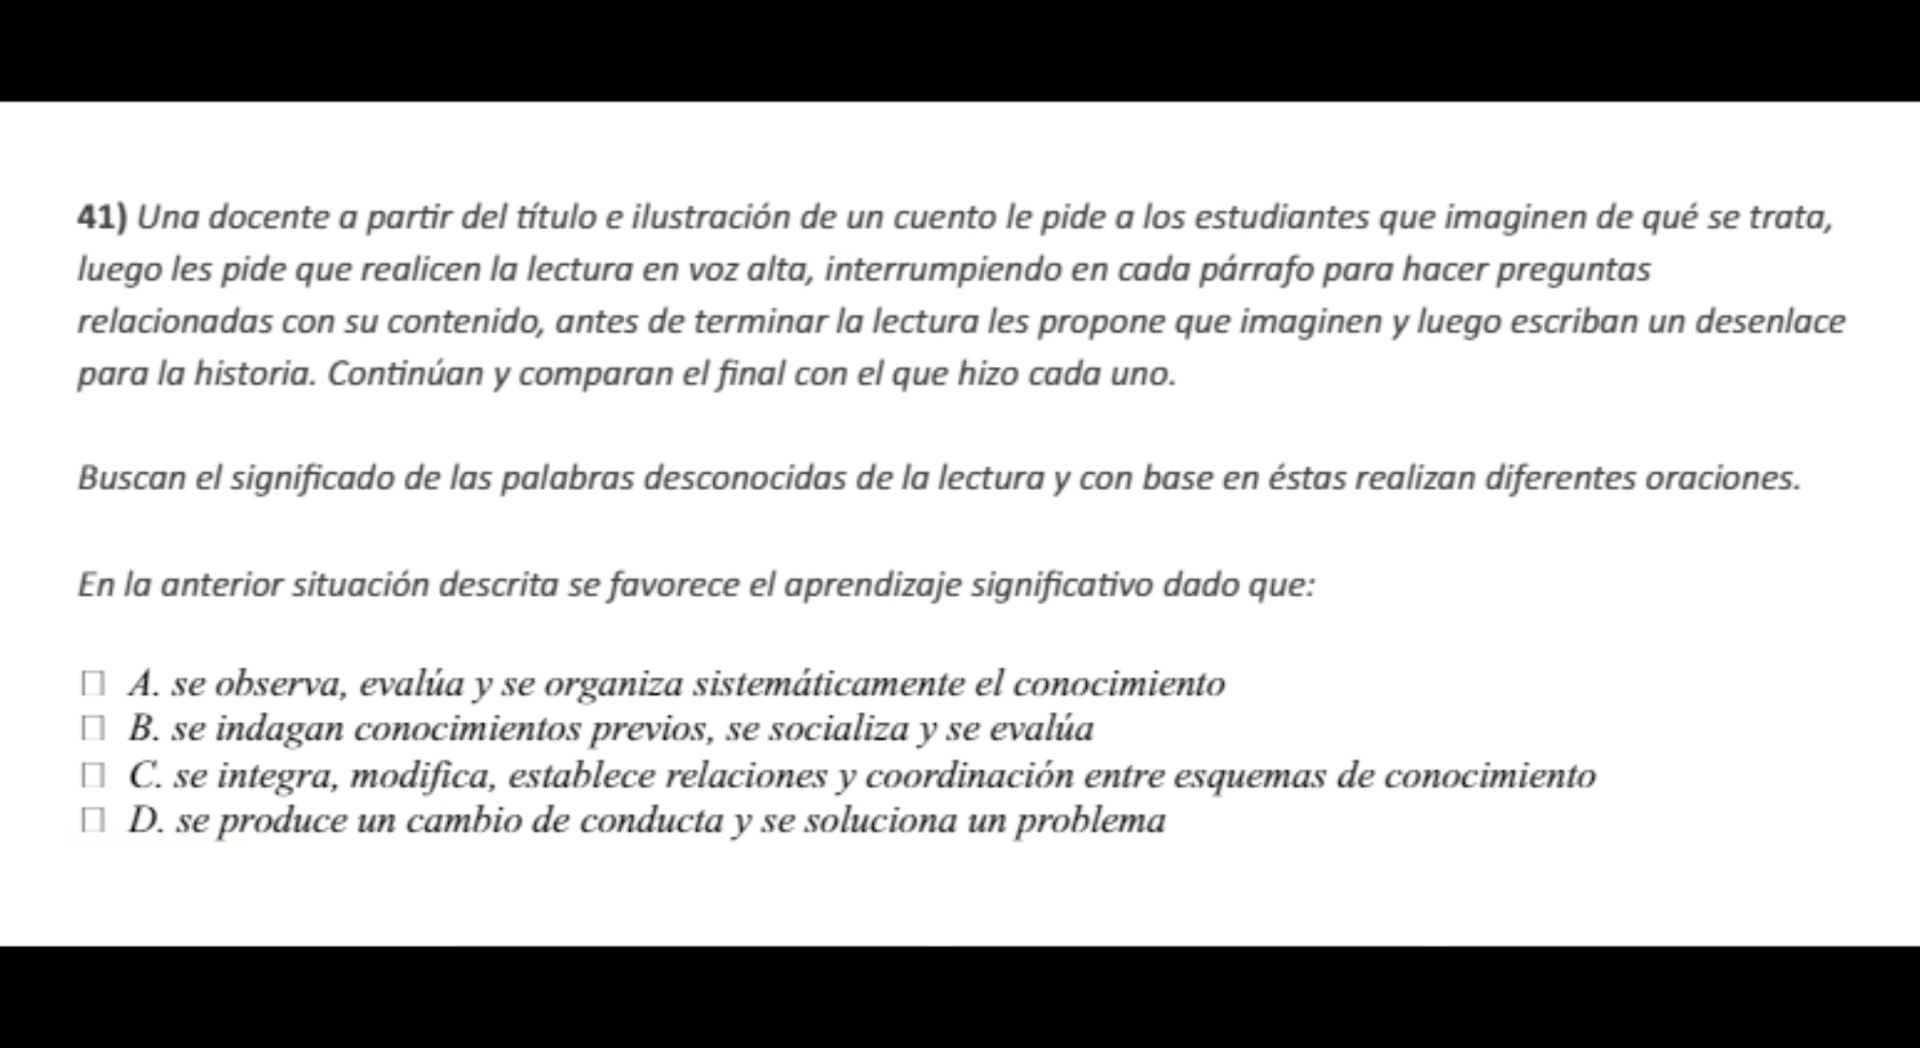 41) Una docente a partir del título e ilustración de un cuento le pide a los estudiantes que imaginen de qué se trata,
luego les pide que realicen la lectura en voz alta, interrumpiendo en cada párrafo para hacer preguntas
relacionadas con su contenido, antes de terminar la lectura les propone que imaginen y luego escriban un desenlace
para la historia. Continúan y comparan el final con el que hizo cada uno.
Buscan el significado de las palabras desconocidas de la lectura y con base en éstas realizan diferentes oraciones.
En la anterior situación descrita se favorece el aprendizaje significativo dado que:
A. se observa, evalúa y se organiza sistemáticamente el conocimiento
B. se indagan conocimientos previos, se socializa y se evalúa
C. se integra, modifica, establece relaciones y coordinación entre esquemas de conocimiento
D. se produce un cambio de conducta y se soluciona un problema